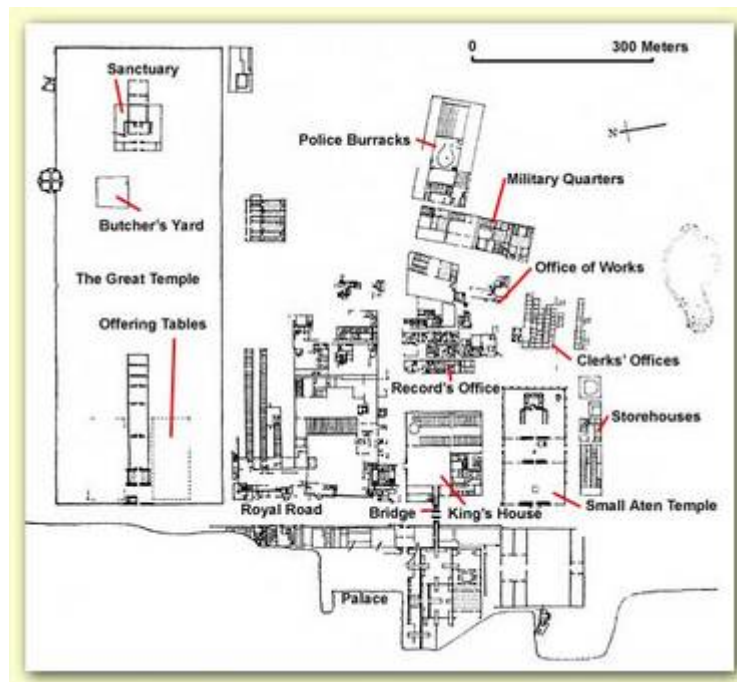 0 300 Meters
Sanctuary
Police Burracks
N
Military Quarters
Butcher's Yard
The Great Temple
Office of Works
Offering Tables
Clerks' Offices
Record's Office
Storehouses
Royal Road
Bridge
King's House
Small Aten Temple
Palace